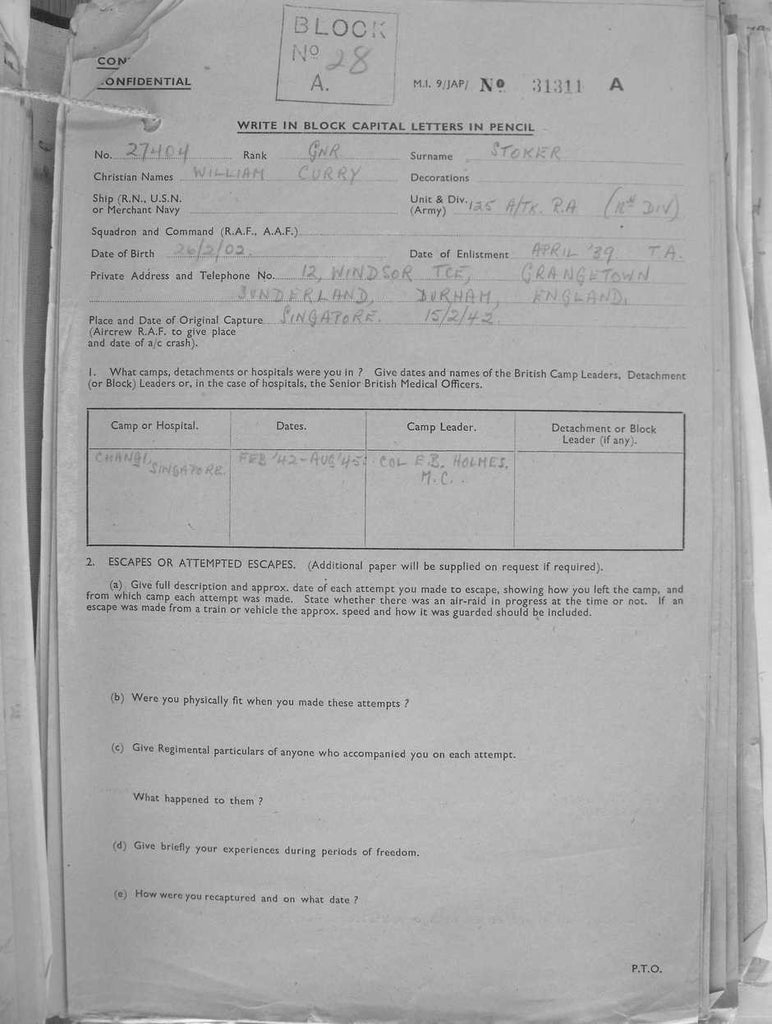 BLOCK
Nº 28
A.
CON
CONFIDENTIAL
M.I. 9/JAP/ Nº 31311 A
WRITE IN BLOCK CAPITAL LETTERS IN PENCIL
No. 27404 Rank GNR Surname STOKER
Christian Names WILLIAM CURRY Decorations
Ship (R.N., U.S.N. or Merchant Navy Unit & Div. (Army) 125 A/TK. R.A (18TH DIV)
Squadron and Command (R.A.F., A.A.F.)
Date of Birth 26/2/02 Date of Enlistment APRIL '39 T.A.
Private Address and Telephone No. 12, WINDSOR TCE, GRANGETOWN
SUNDERLAND, DURHAM, ENGLAND.
Place and Date of Original Capture SINGAPORE. 15/2/42
(Aircrew R.A.F. to give place
and date of a/c crash).
1. What camps, detachments or hospitals were you in ? Give dates and names of the British Camp Leaders, Detachment
(or Block) Leaders or, in the case of hospitals, the Senior British Medical Officers.
Camp or Hospital. Dates. Camp Leader. Detachment or Block Leader (if any).
CHANGI, SINGAPORE. FEB '42-AUG '45. COL E.B. HOLMES, M.C.
2. ESCAPES OR ATTEMPTED ESCAPES. (Additional paper will be supplied on request if required).
(a) Give full description and approx. date of each attempt you made to escape, showing how you left the camp, and
from which camp each attempt was made. State whether there was an air-raid in progress at the time or not. If an
escape was made from a train or vehicle the approx. speed and how it was guarded should be included.
(b) Were you physically fit when you made these attempts ?
(c) Give Regimental particulars of anyone who accompanied you on each attempt.
What happened to them ?
(d) Give briefly your experiences during periods of freedom.
(e) How were you recaptured and on what date ?
P.T.O.